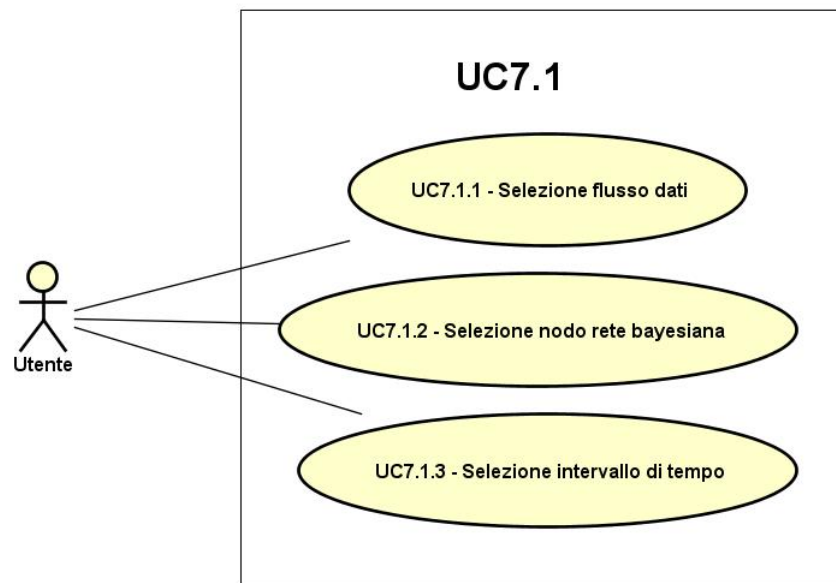 UC7.1
UC7.1.1 - Selezione flusso dati
UC7.1.2 - Selezione nodo rete bayesiana
Utente
UC7.1.3 - Selezione intervallo di tempo